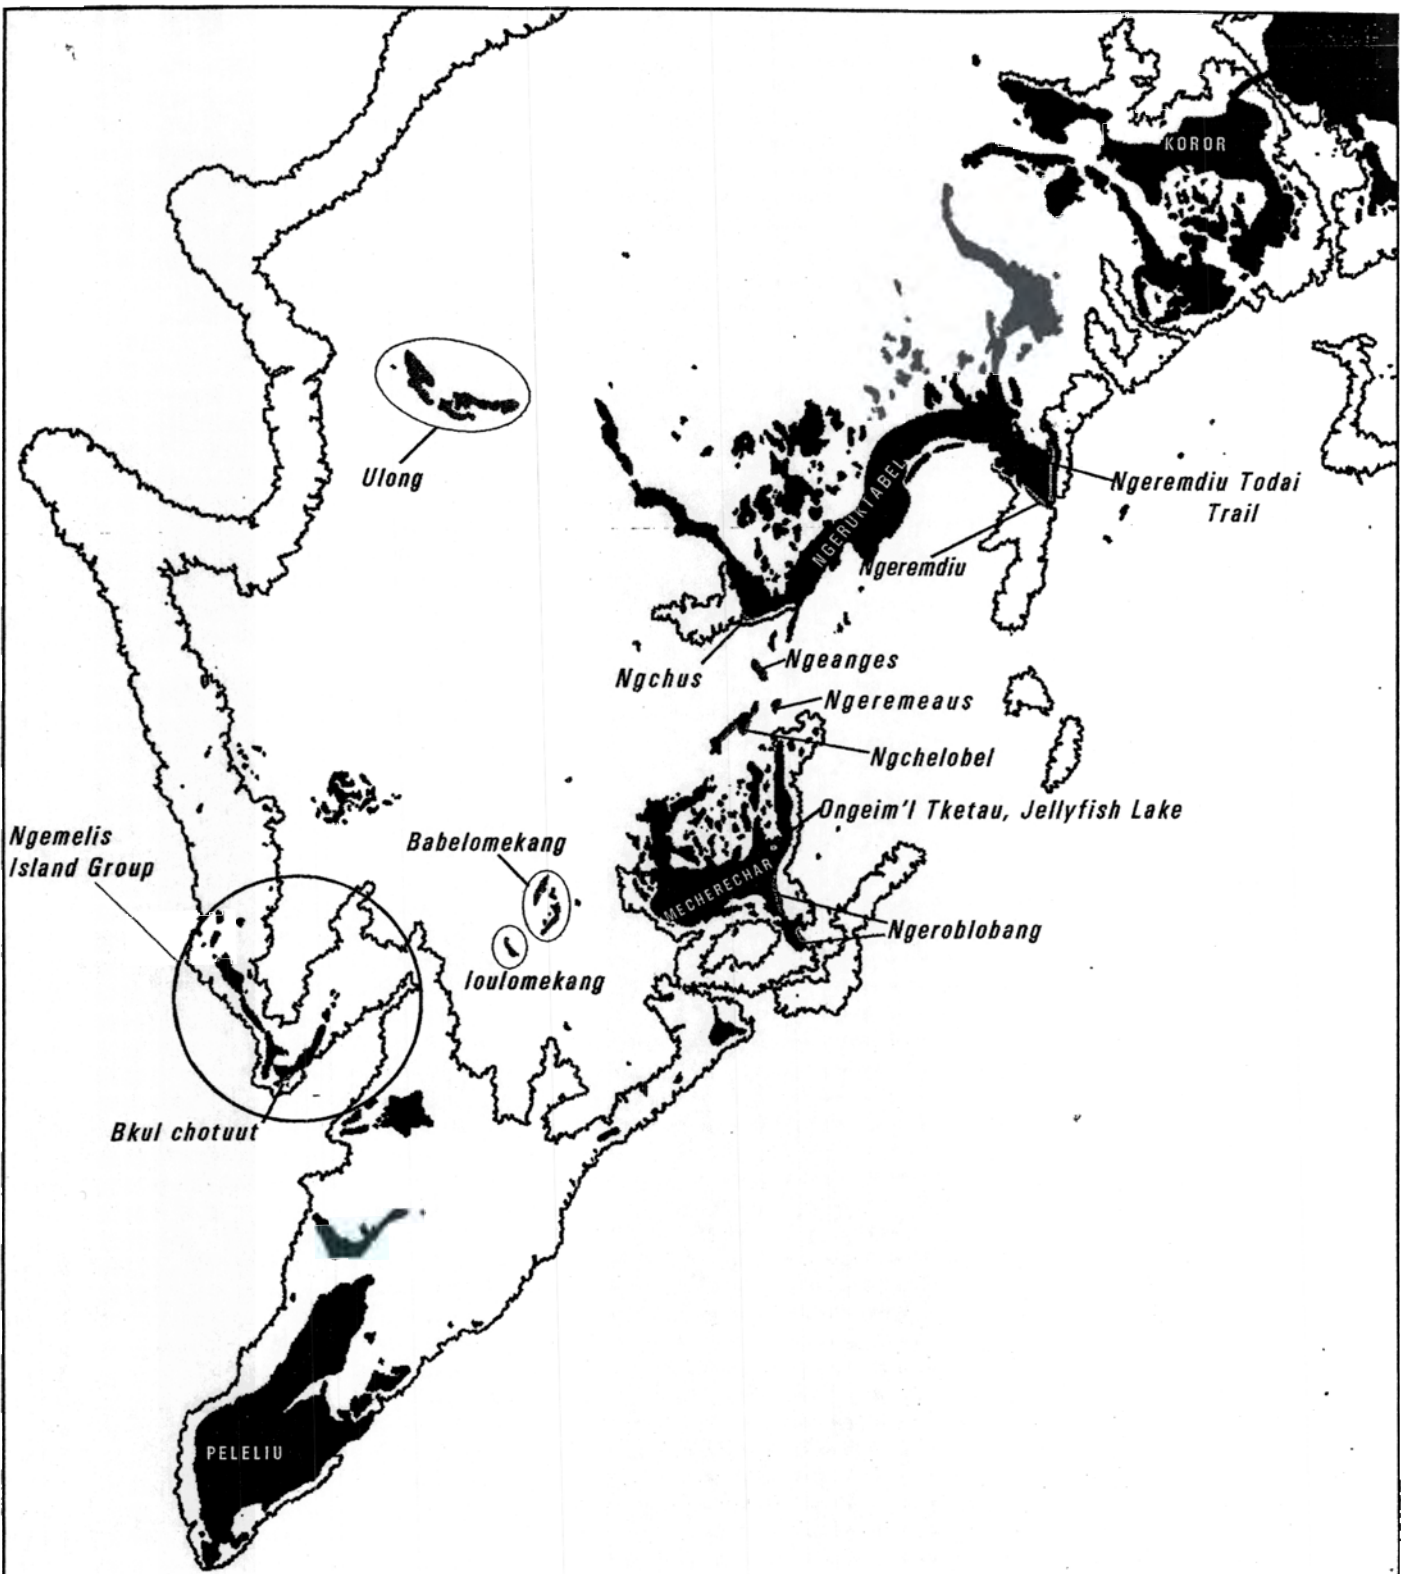 KOROR
Ulong
Ngeremdiu Todai
Trail
NGERUKTABEL
Ngeremdiu
Ngchus
Ngeanges
Ngeremeaus
Ngchelobel
Ongeim'l Tketau, Jellyfish Lake
Ngemelis
Island Group
Babelomekang
MECHERECHAR
Ngeroblobang
Ioulomekang
Bkul chotuut
PELELIU